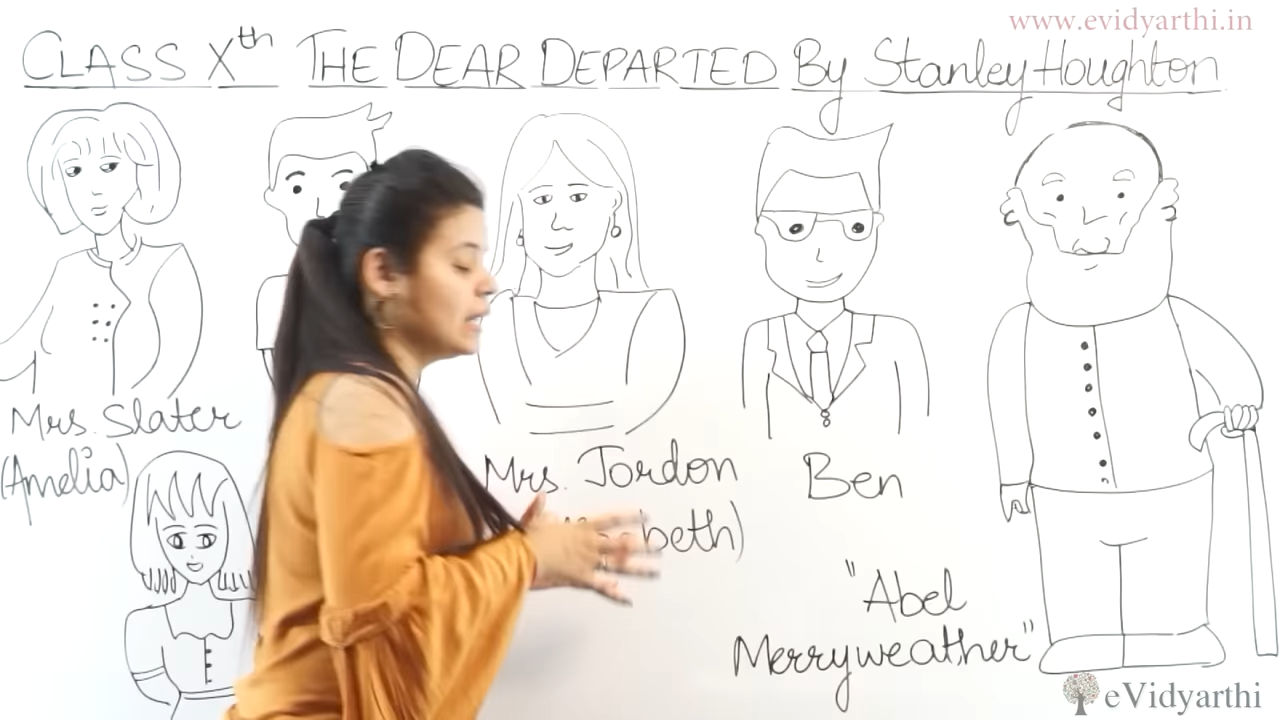 www.evidyarthi.in
CLASS Xth THE DEAR DEPARTED By Stanley Houghton
Mrs. Slater
(Amelia)
Mrs. Jordon
Ben
"Abel
Merryweather"
eVidyarthi